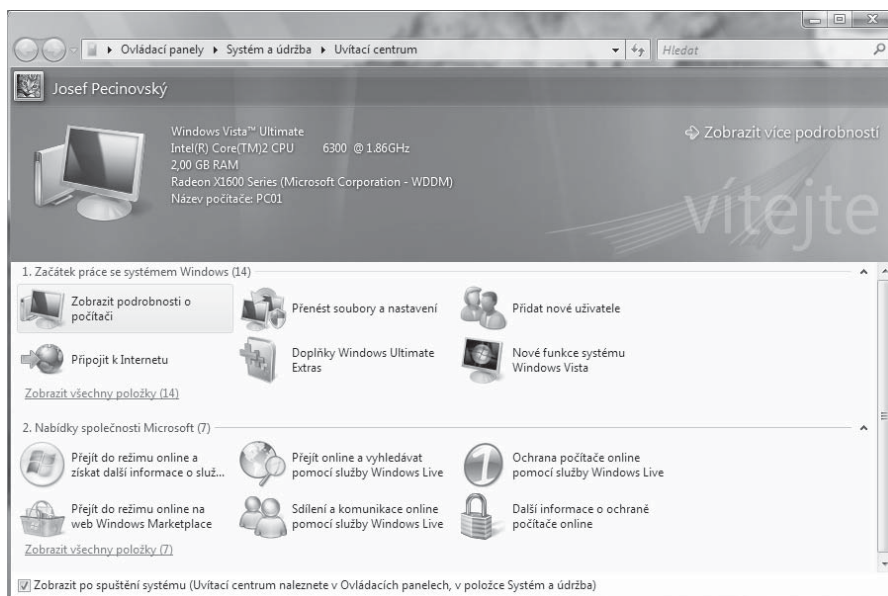 Ovládací panely ▸ Systém a údržba ▸ Uvítací centrum
Hledat
Josef Pecinovský
Windows Vista™ Ultimate
Intel(R) Core(TM)2 CPU 6300 @ 1.86GHz
2,00 GB RAM
Radeon X1600 Series (Microsoft Corporation - WDDM)
Název počítače: PC01
Zobrazit více podrobností
vítejte
1. Začátek práce se systémem Windows (14)
Zobrazit podrobnosti o
počítači
Přenést soubory a nastavení
Přidat nové uživatele
Připojit k Internetu
Doplňky Windows Ultimate
Extras
Nové funkce systému
Windows Vista
Zobrazit všechny položky (14)
2. Nabídky společnosti Microsoft (7)
Přejít do režimu online a
získat další informace o služ...
Přejít online a vyhledávat
pomocí služby Windows Live
Ochrana počítače online
pomocí služby Windows Live
Přejít do režimu online na
web Windows Marketplace
Sdílení a komunikace online
pomocí služby Windows Live
Další informace o ochraně
počítače online
Zobrazit všechny položky (7)
Zobrazit po spuštění systému (Uvítací centrum naleznete v Ovládacích panelech, v položce Systém a údržba)